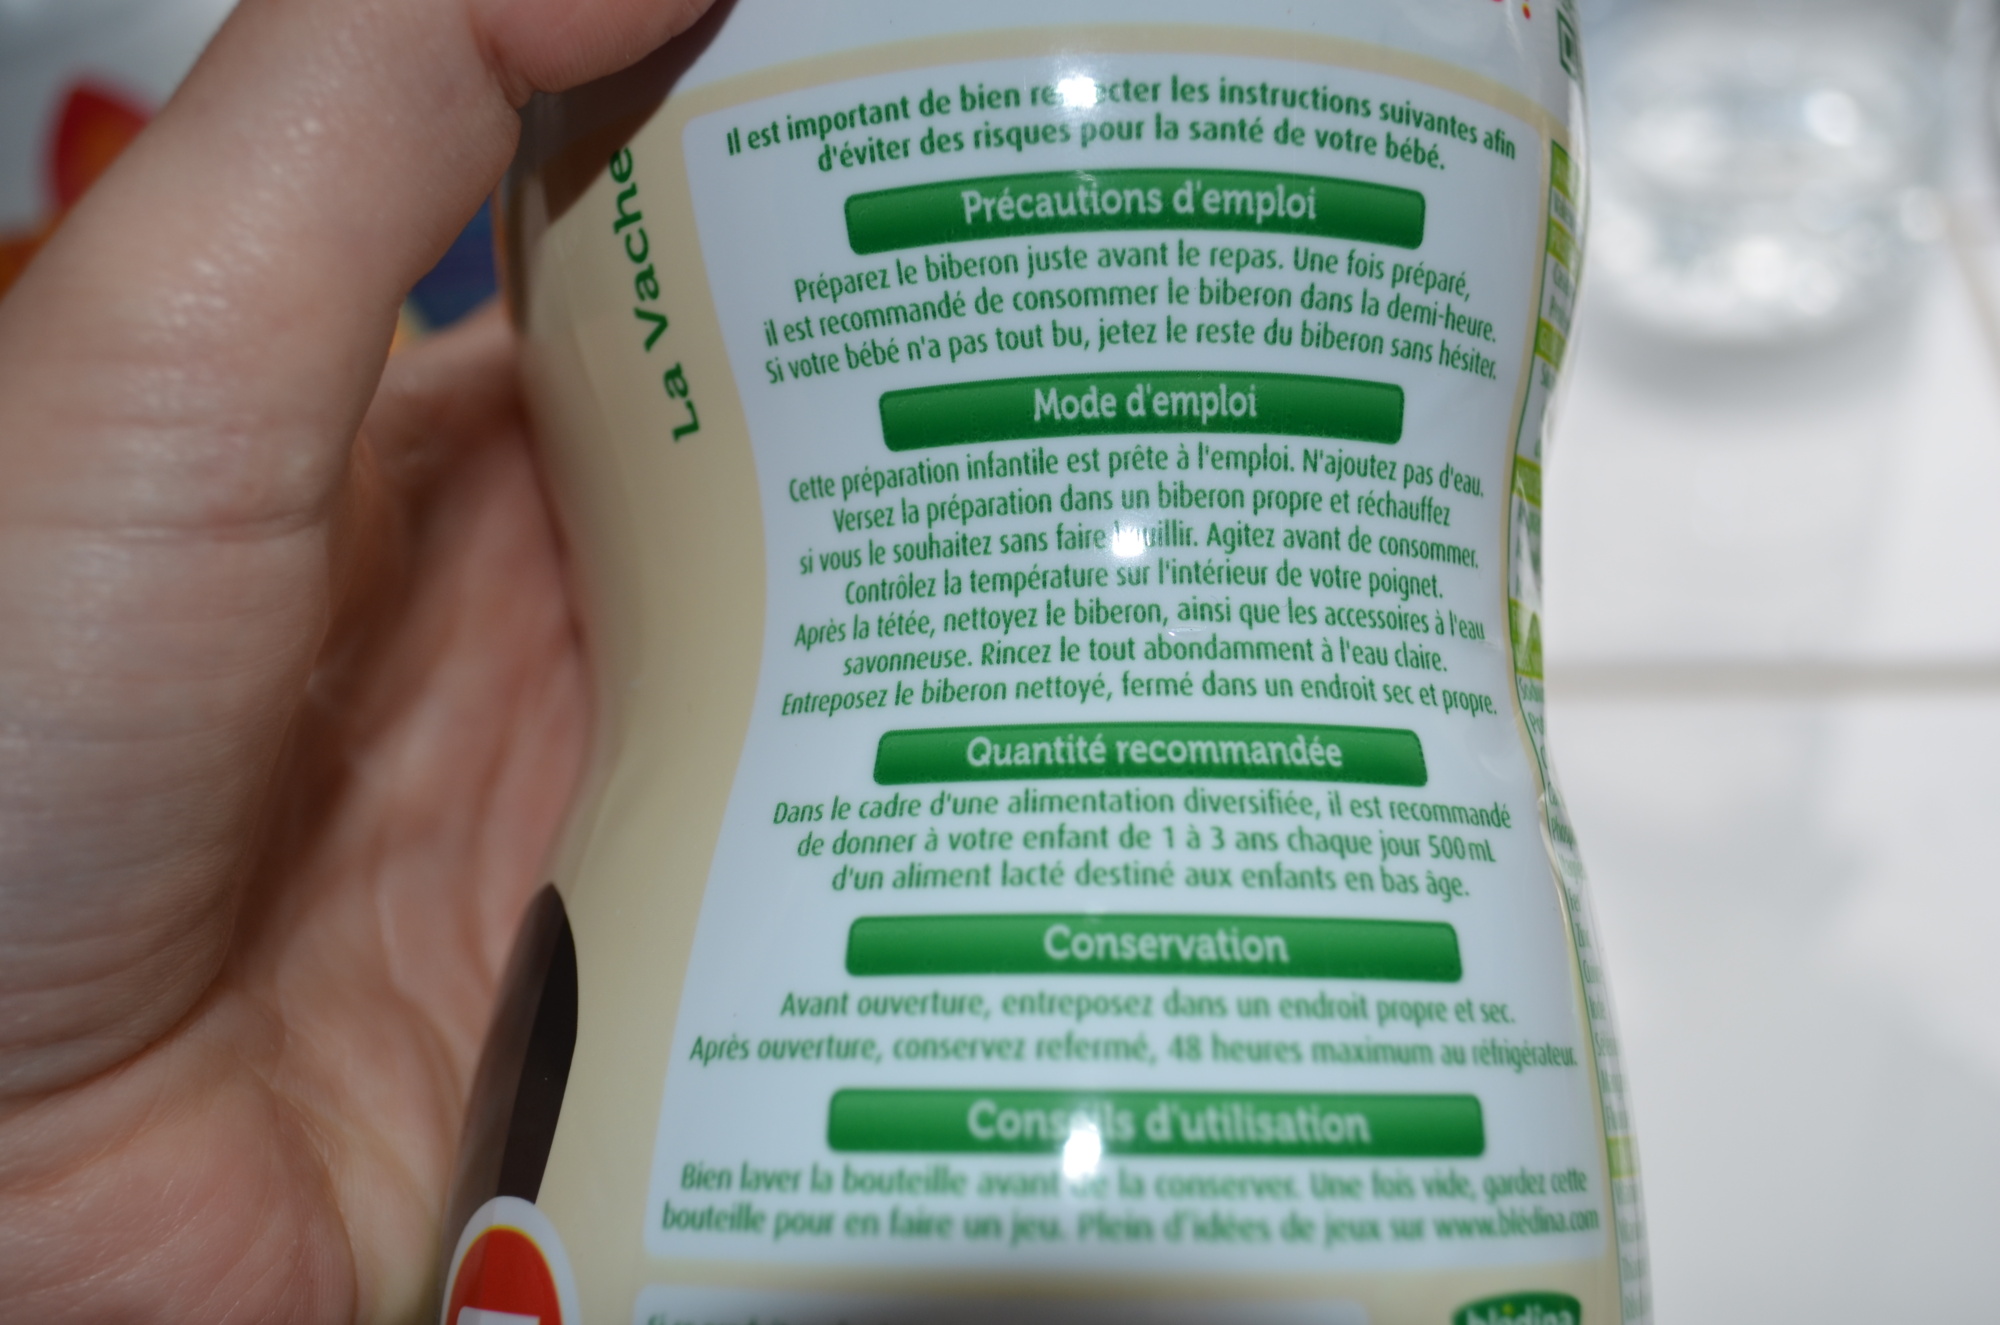 Il est important de bien respecter les instructions suivantes afin
d'éviter des risques pour la santé de votre bébé.
Précautions d'emploi
Préparez le biberon juste avant le repas. Une fois préparé,
il est recommandé de consommer le biberon dans la demi-heure.
Si votre bébé n'a pas tout bu, jetez le reste du biberon sans hésiter.
Mode d'emploi
Cette préparation infantile est prête à l'emploi. N'ajoutez pas d'eau.
Versez la préparation dans un biberon propre et réchauffez
si vous le souhaitez sans faire bouillir. Agitez avant de consommer.
Contrôlez la température sur l'intérieur de votre poignet.
Après la tétée, nettoyez le biberon, ainsi que les accessoires à l'eau
savonneuse. Rincez le tout abondamment à l'eau claire.
Entreposez le biberon nettoyé, fermé dans un endroit sec et propre.
Quantité recommandée
Dans le cadre d'une alimentation diversifiée, il est recommandé
de donner à votre enfant de 1 à 3 ans chaque jour 500mL
d'un aliment lacté destiné aux enfants en bas âge.
Conservation
Avant ouverture, entreposez dans un endroit propre et sec.
Après ouverture, conservez refermé, 48 heures maximum au réfrigérateur.
Conseils d'utilisation
Bien laver la bouteille avant de la conserver. Une fois vide, gardez cette
bouteille pour en faire un jeu. Plein d'idées de jeux sur www.blédina.com
La Vache
blédina